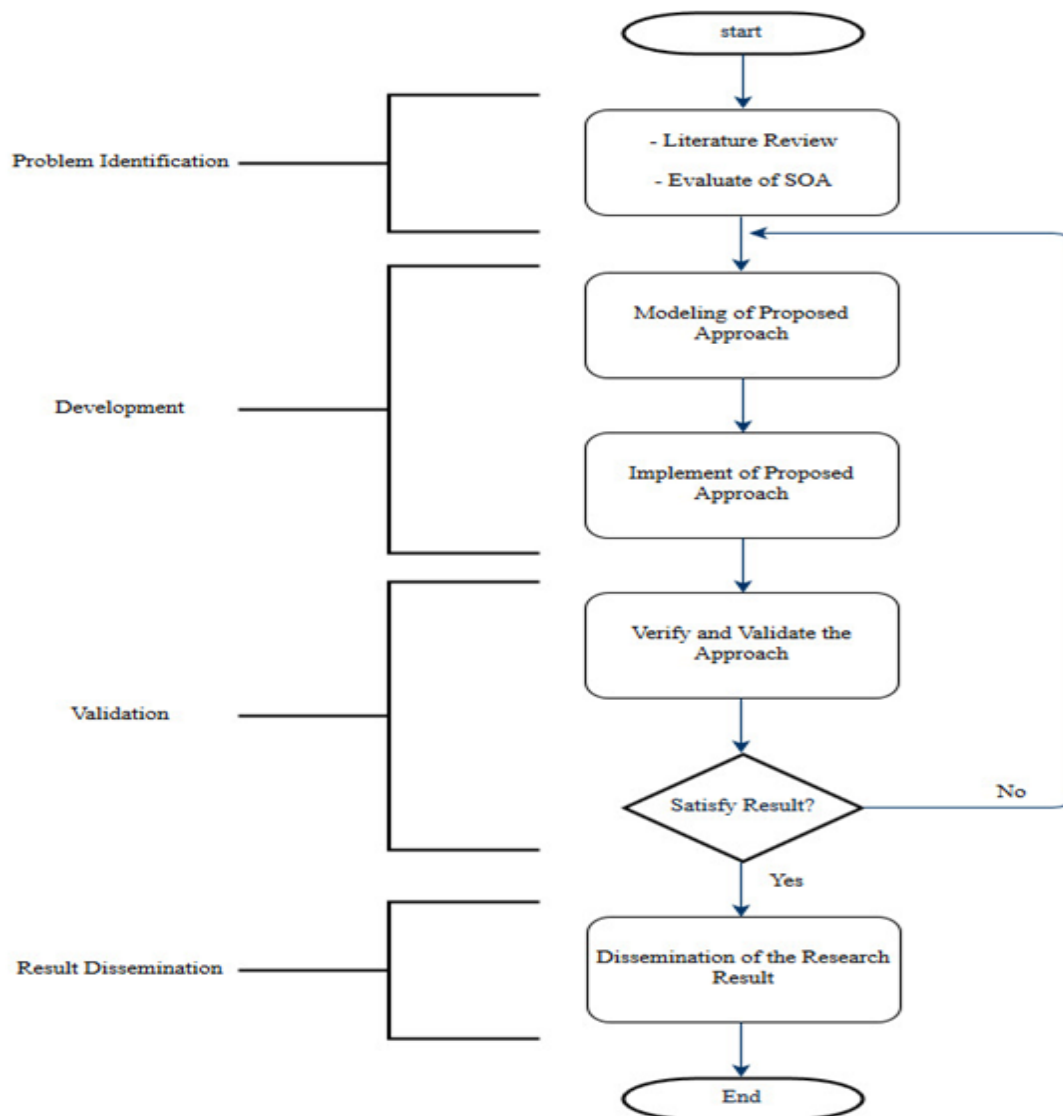 start
Problem Identification
- Literature Review
- Evaluate of SOA
Modeling of Proposed
Approach
Development
Implement of Proposed
Approach
Verify and Validate the
Approach
Validation
Satisfy Result?
No
Yes
Result Dissemination
Dissemination of the Research
Result
End